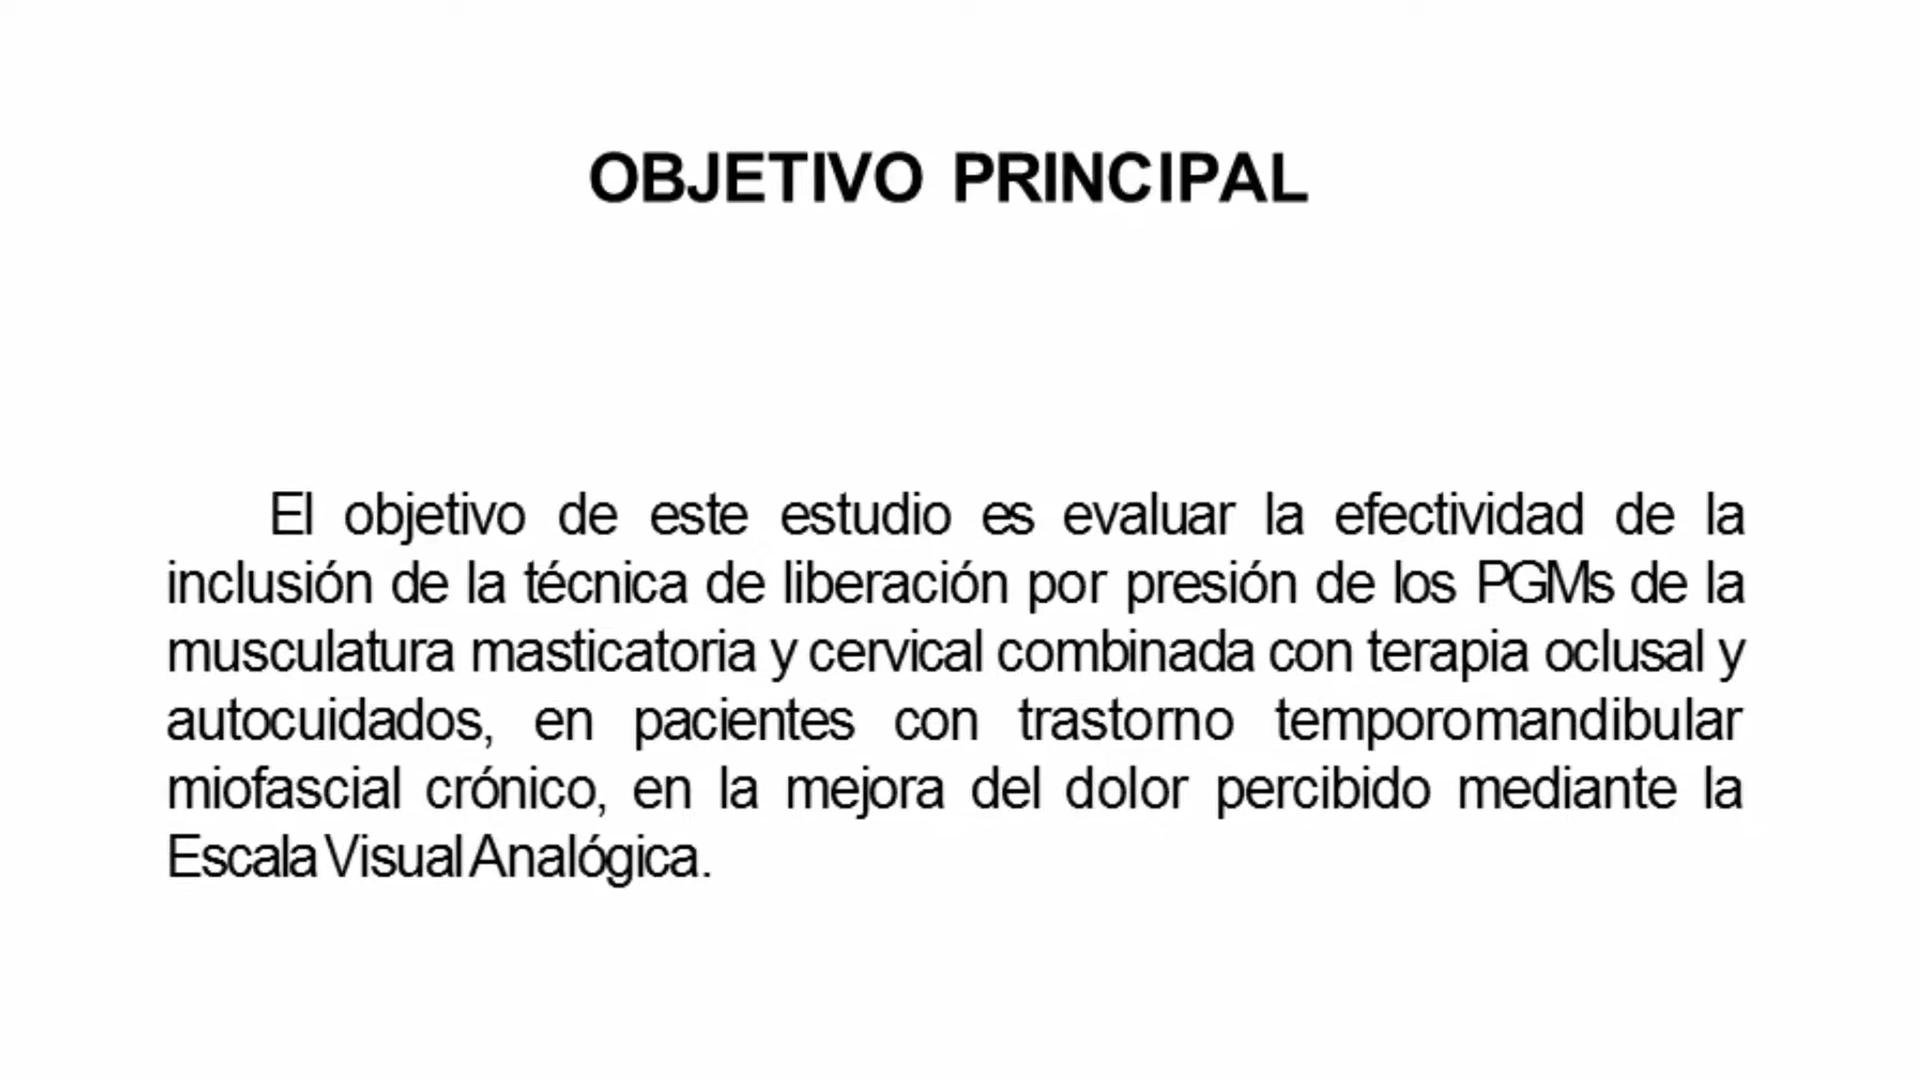 OBJETIVO PRINCIPAL
El objetivo de este estudio es evaluar la efectividad de la
inclusión de la técnica de liberación por presión de los PGMs de la
musculatura masticatoria y cervical combinada con terapia oclusal y
autocuidados, en pacientes con trastorno temporomandibular
miofascial crónico, en la mejora del dolor percibido mediante la
Escala Visual Analógica.